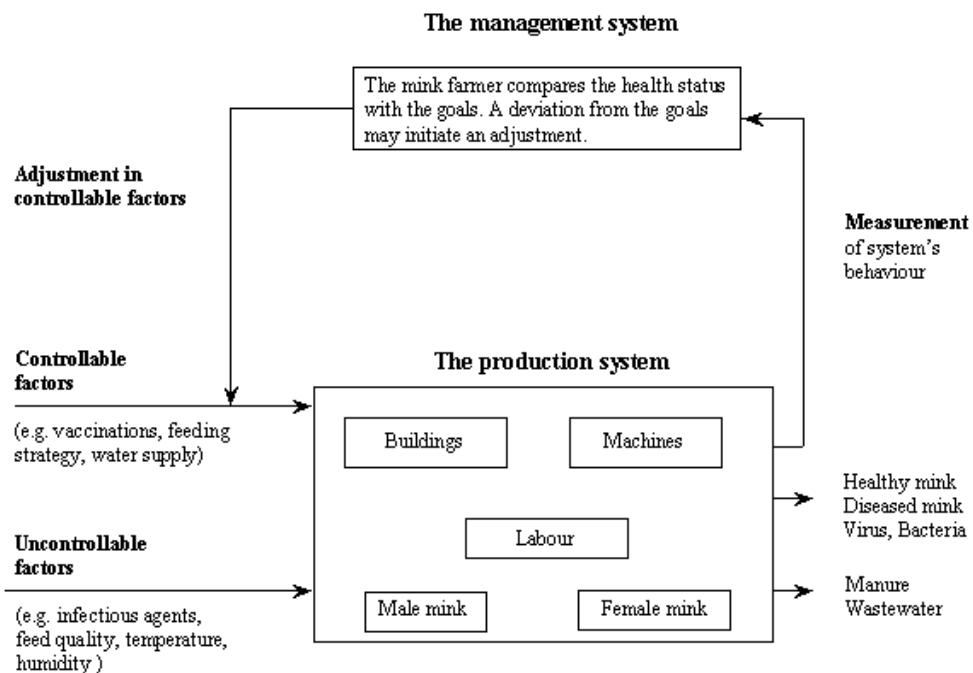 The management system
The mink farmer compares the health status
with the goals. A deviation from the goals
may initiate an adjustment.
Adjustment in
controllable factors
Measurement
of system's
behaviour
Controllable
factors
(e.g. vaccinations, feeding
strategy, water supply)
The production system
Buildings
Machines
Labour
Male mink
Female mink
Healthy mink
Diseased mink
Virus, Bacteria
Manure
Wastewater
Uncontrollable
factors
(e.g. infectious agents,
feed quality, temperature,
humidity )